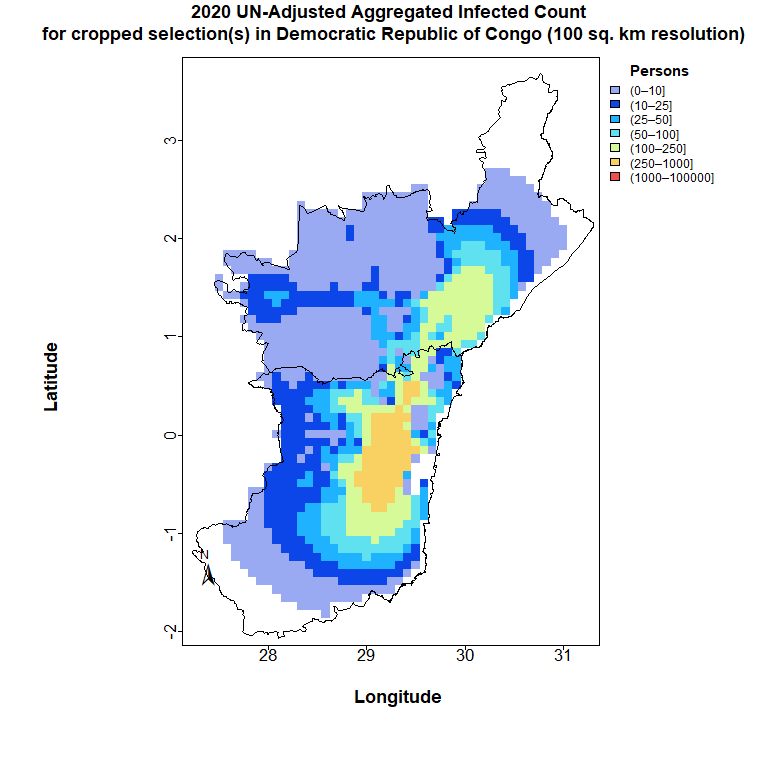 2020 UN-Adjusted Aggregated Infected Count
for cropped selection(s) in Democratic Republic of Congo (100 sq. km resolution)
Persons
(0–10]
(10–25]
(25–50]
(50–100]
(100–250]
(250–1000]
(1000–100000]
3
2
1
0
-1
-2
Latitude
N
28 29 30 31
Longitude